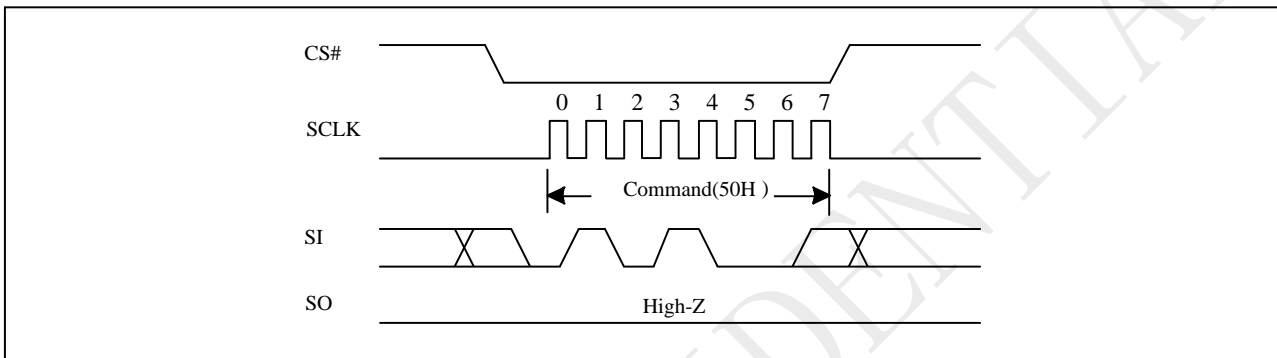 CS#
0 1 2 3 4 5 6 7
SCLK
Command(50H )
SI
SO
High-Z